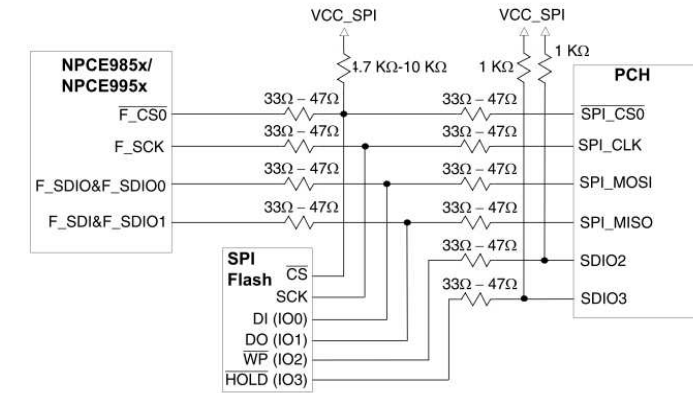 VCC_SPI VCC_SPI
4.7 KΩ-10 KΩ 1 KΩ 1 KΩ
NPCE985x/
NPCE995x
PCH
F_CS0 33Ω – 47Ω 33Ω – 47Ω SPI_CS0
F_SCK 33Ω – 47Ω 33Ω – 47Ω SPI_CLK
F_SDIO&F_SDIO0 33Ω – 47Ω 33Ω – 47Ω SPI_MOSI
F_SDI&F_SDIO1 33Ω – 47Ω 33Ω – 47Ω SPI_MISO
33Ω – 47Ω SDIO2
33Ω – 47Ω SDIO3
SPI
Flash
CS
SCK
DI (IO0)
DO (IO1)
WP (IO2)
HOLD (IO3)